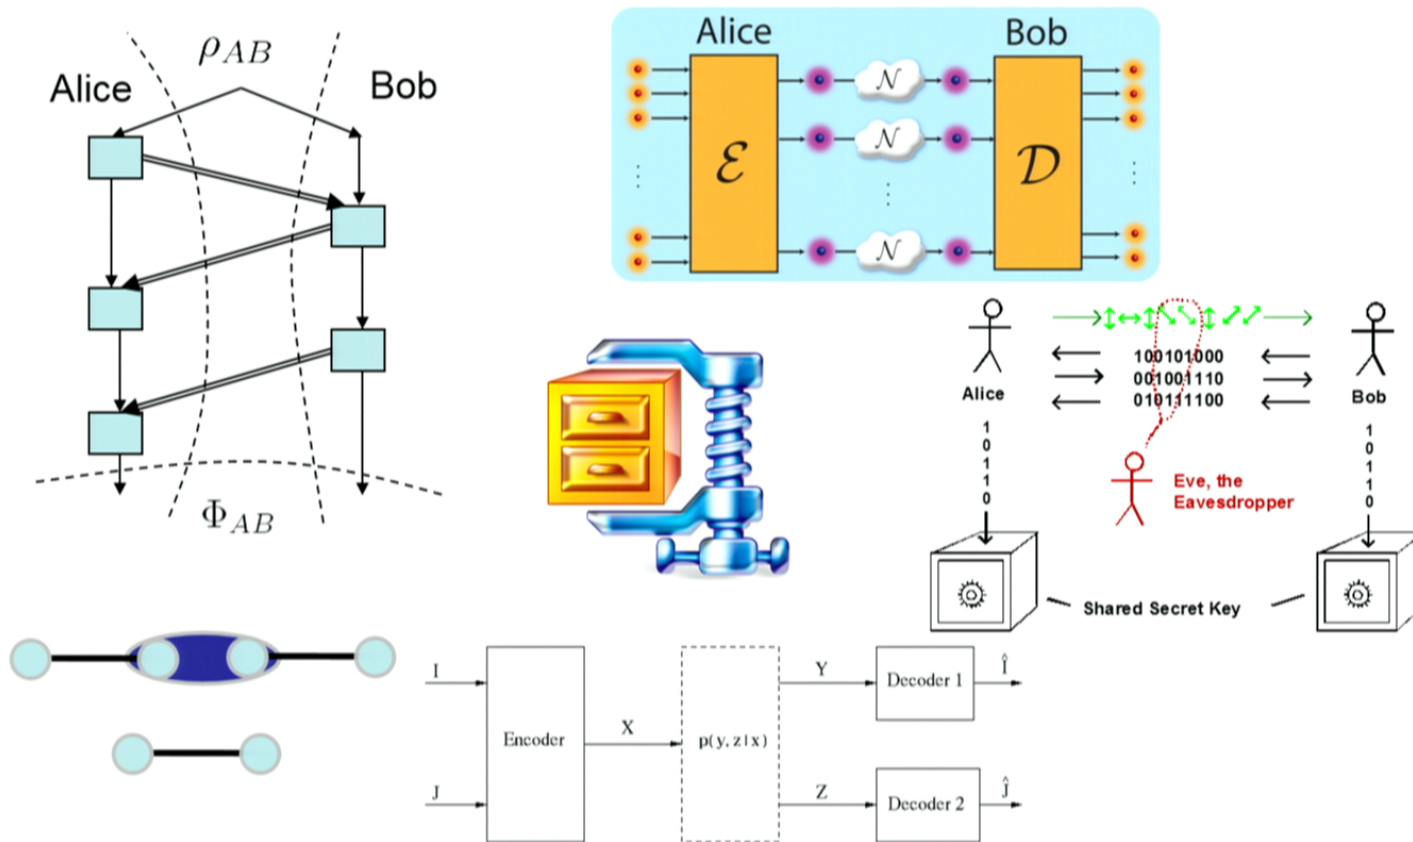 ρ_AB
Alice
Bob
Φ_AB
Alice
Bob
ℰ
𝒟
𝒩
𝒩
𝒩
⋮
⋮
⋮
Alice
Bob
100101000
001001110
010111100
1
0
1
1
0
1
0
1
1
0
Eve, the
Eavesdropper
Shared Secret Key
I
J
Encoder
X
p(y, z|x)
Y
Z
Decoder 1
Decoder 2
Î
Ĵ